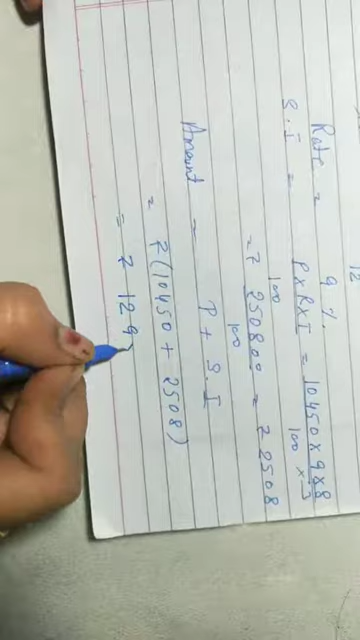 12
Rate = 9 %
S.I = P x R x T = 10450 x 9 x 8
100 100 x 3
= ₹ 250800 = ₹ 2508
100
Amount = P + S.I
= ₹ (10450 + 2508)
= ₹ 129